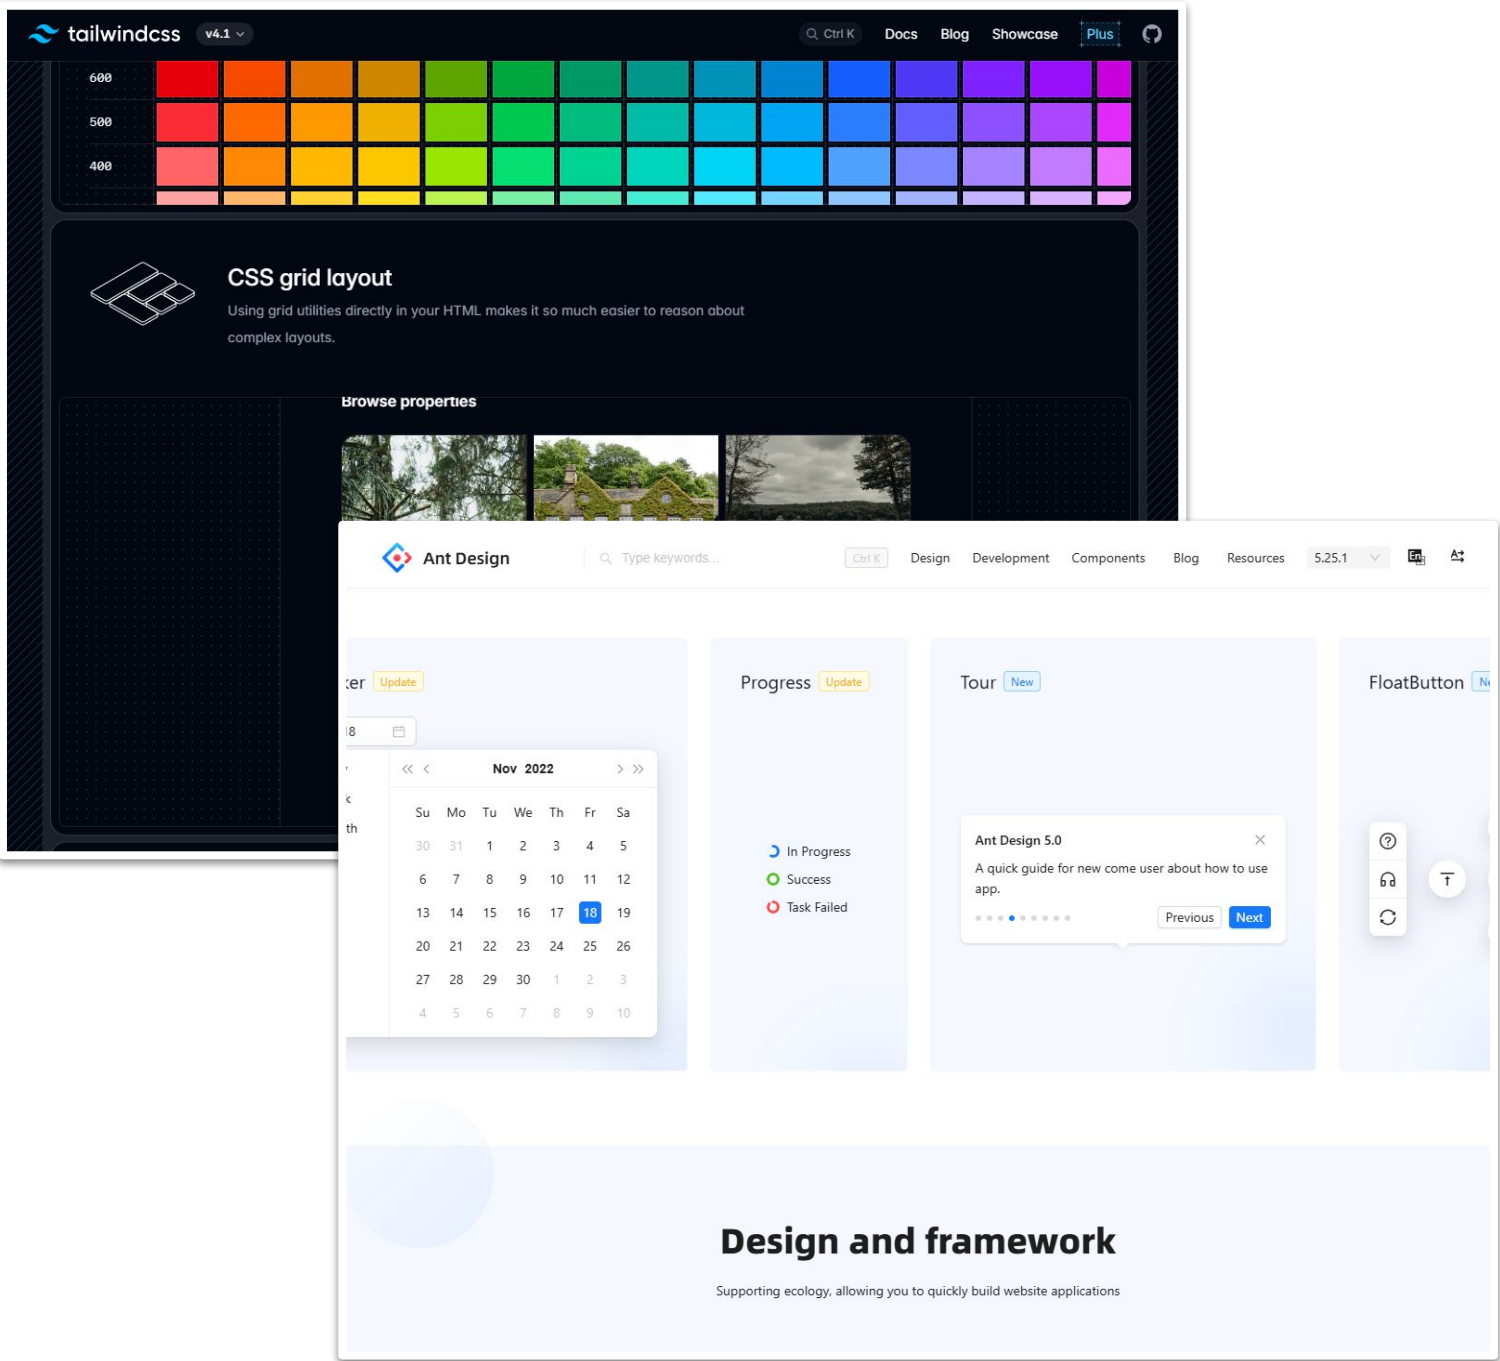 tailwindcss v4.1 Ctrl K Docs Blog Showcase Plus
600
500
400
CSS grid layout
Using grid utilities directly in your HTML makes it so much easier to reason about
complex layouts.
Browse properties
Ant Design Type keywords... Ctrl K Design Development Components Blog Resources 5.25.1 En
ker Update
18
k
th
Nov 2022
Su Mo Tu We Th Fr Sa
30 31 1 2 3 4 5
6 7 8 9 10 11 12
13 14 15 16 17 18 19
20 21 22 23 24 25 26
27 28 29 30 1 2 3
4 5 6 7 8 9 10
Progress Update
In Progress
Success
Task Failed
Tour New
Ant Design 5.0
A quick guide for new come user about how to use
app.
Previous Next
FloatButton Ne
Design and framework
Supporting ecology, allowing you to quickly build website applications